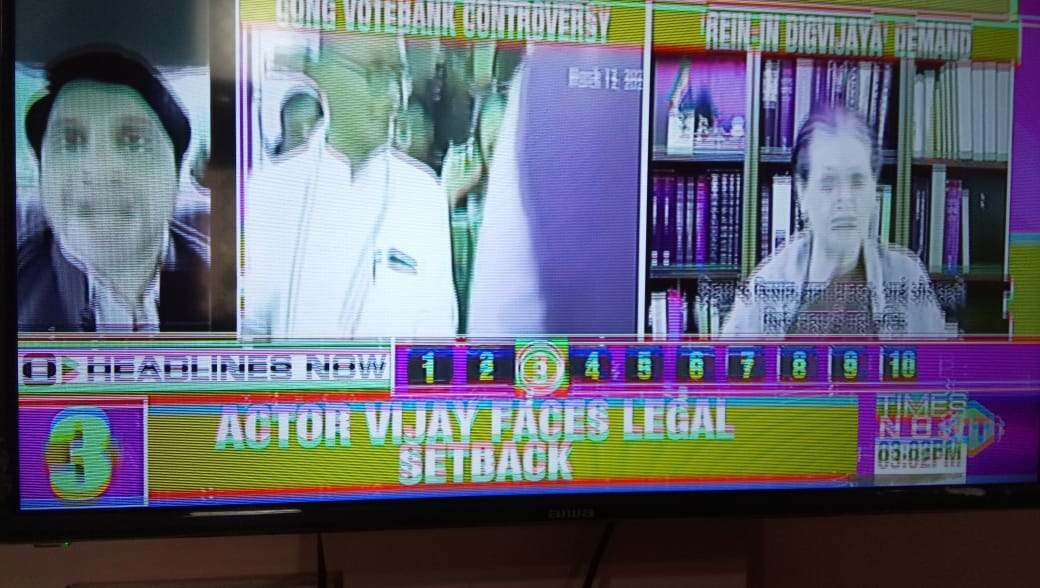 CONG VOTEBANK CONTROVERSY
'REIN IN DIGVIJAYA' DEMAND
HEADLINES NOW
1 2 3 4 5 6 7 8 9 10
3
ACTOR VIJAY FACES LEGAL
SETBACK
TIMES
NOW
03:02PM
aiwa